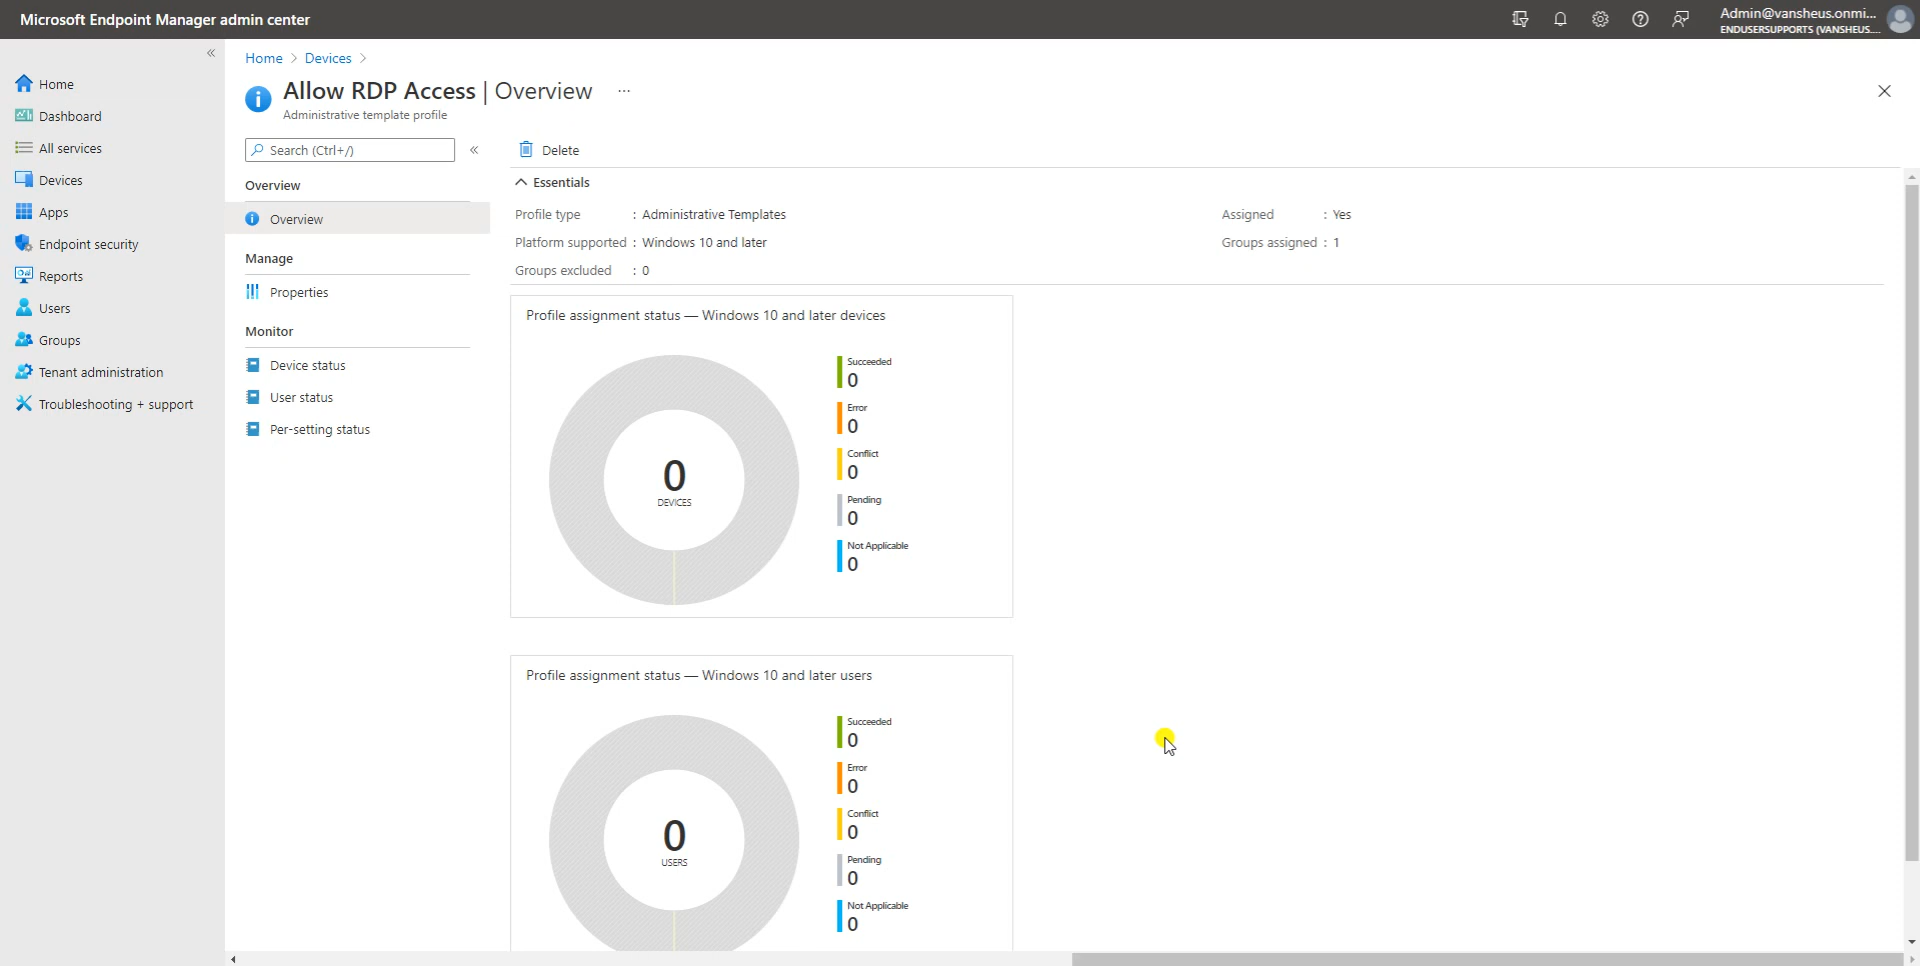 Microsoft Endpoint Manager admin center
Admin@vansheus.onmi...
ENDUSERSUPPORTS (VANSHEUS....
Home
Dashboard
All services
Devices
Apps
Endpoint security
Reports
Users
Groups
Tenant administration
Troubleshooting + support
Home > Devices >
Allow RDP Access | Overview ...
Administrative template profile
Search (Ctrl+/)
Overview
Overview
Manage
Properties
Monitor
Device status
User status
Per-setting status
Delete
Essentials
Profile type : Administrative Templates
Platform supported : Windows 10 and later
Groups excluded : 0
Assigned : Yes
Groups assigned : 1
Profile assignment status — Windows 10 and later devices
0
DEVICES
Succeeded
0
Error
0
Conflict
0
Pending
0
Not Applicable
0
Profile assignment status — Windows 10 and later users
0
USERS
Succeeded
0
Error
0
Conflict
0
Pending
0
Not Applicable
0